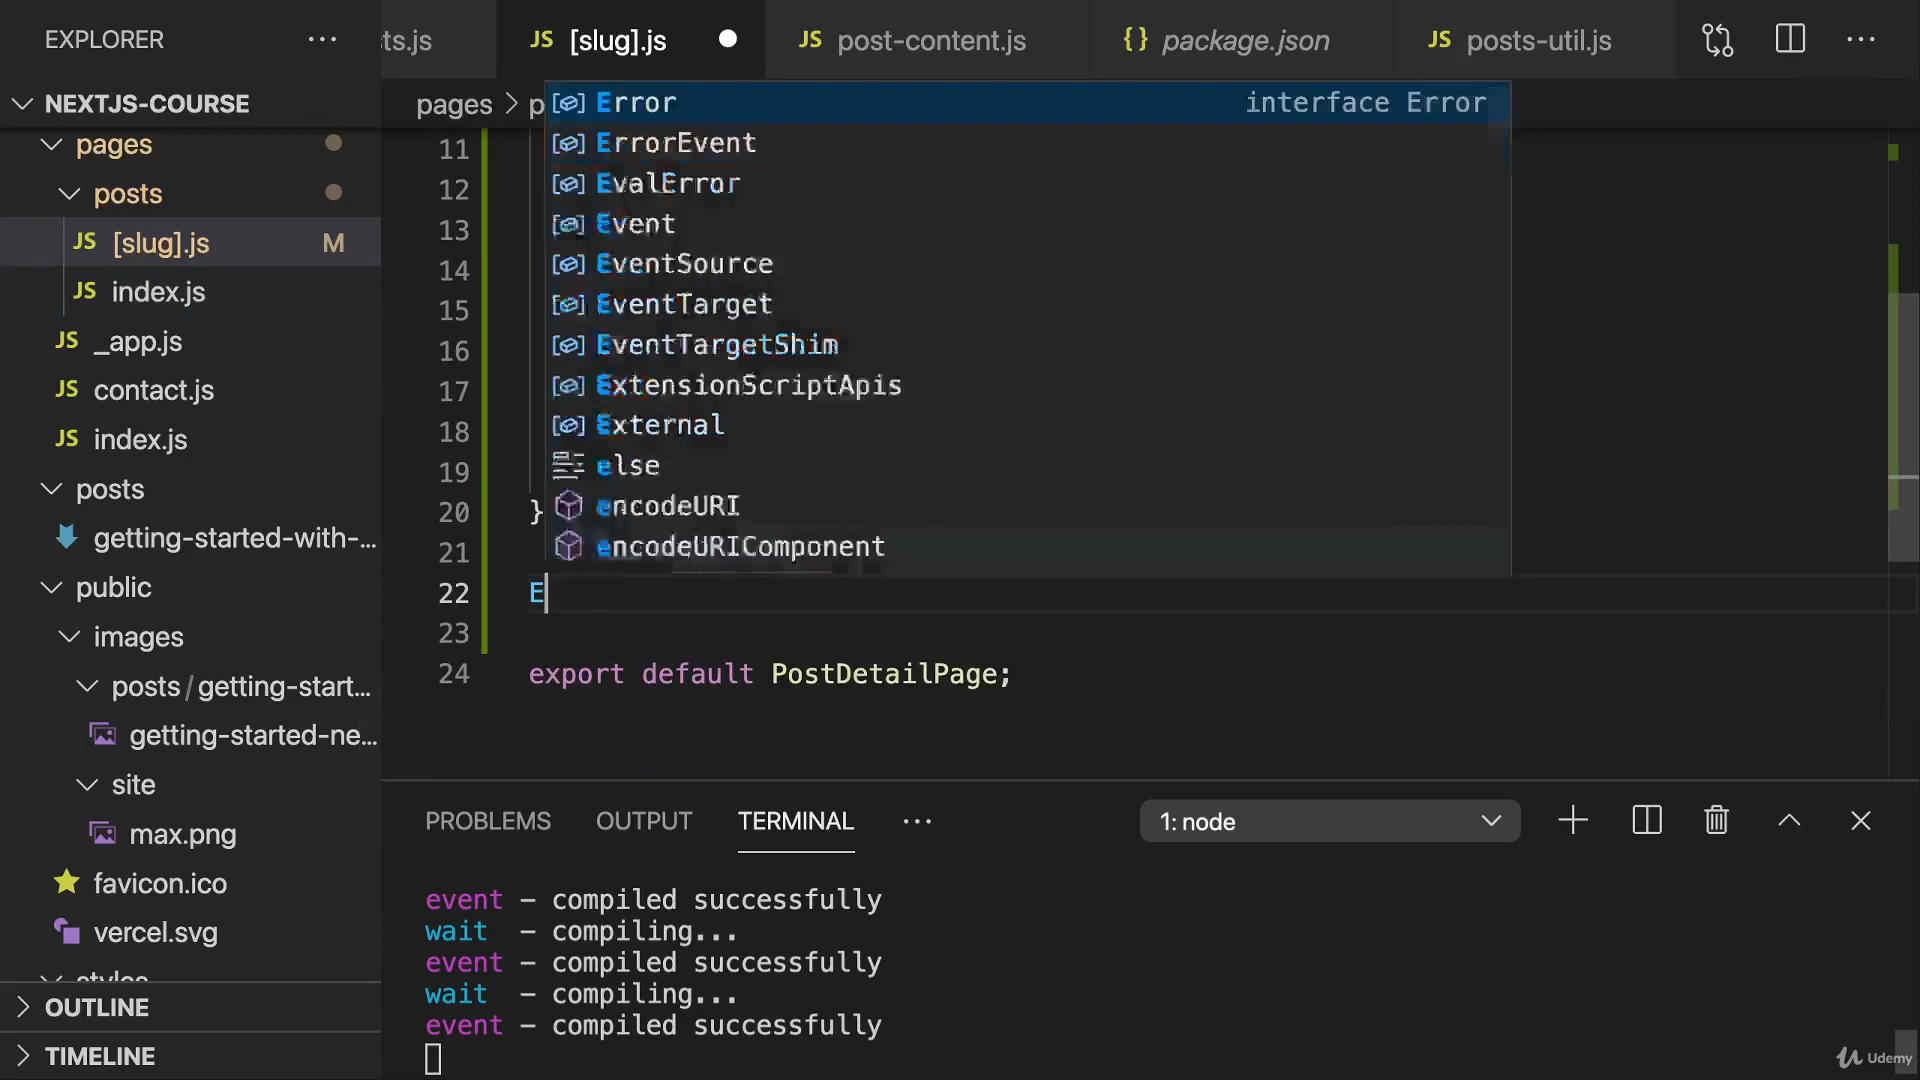 EXPLORER
NEXTJS-COURSE
pages
posts
JS [slug].js M
JS index.js
JS _app.js
JS contact.js
JS index.js
posts
getting-started-with-...
public
images
posts / getting-start...
getting-started-ne...
site
max.png
favicon.ico
vercel.svg
styles
OUTLINE
TIMELINE
ts.js
JS [slug].js
JS post-content.js
{} package.json
JS posts-util.js
pages > p
Error interface Error
ErrorEvent
EvalError
Event
EventSource
EventTarget
EventTargetShim
ExtensionScriptApis
External
else
encodeURI
encodeURIComponent
11
12
13
14
15
16
17
18
19
20 }
21
22 E
23
24 export default PostDetailPage;
PROBLEMS OUTPUT TERMINAL 1: node
event - compiled successfully
wait - compiling...
event - compiled successfully
wait - compiling...
event - compiled successfully
Udemy